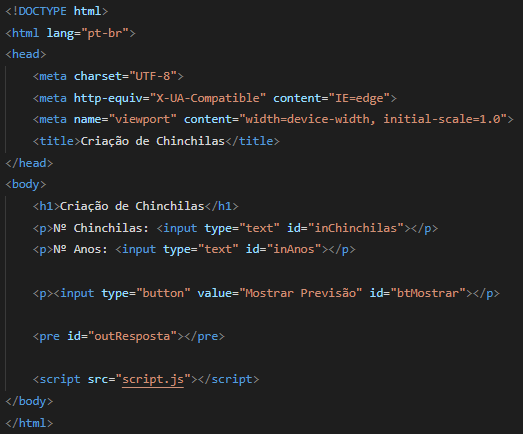 <!DOCTYPE html>
<html lang="pt-br">
<head>
    <meta charset="UTF-8">
    <meta http-equiv="X-UA-Compatible" content="IE=edge">
    <meta name="viewport" content="width=device-width, initial-scale=1.0">
    <title>Criação de Chinchilas</title>
</head>
<body>
    <h1>Criação de Chinchilas</h1>
    <p>Nº Chinchilas: <input type="text" id="inChinchilas"></p>
    <p>Nº Anos: <input type="text" id="inAnos"></p>

    <p><input type="button" value="Mostrar Previsão" id="btMostrar"></p>

    <pre id="outResposta"></pre>

    <script src="script.js"></script>
</body>
</html>